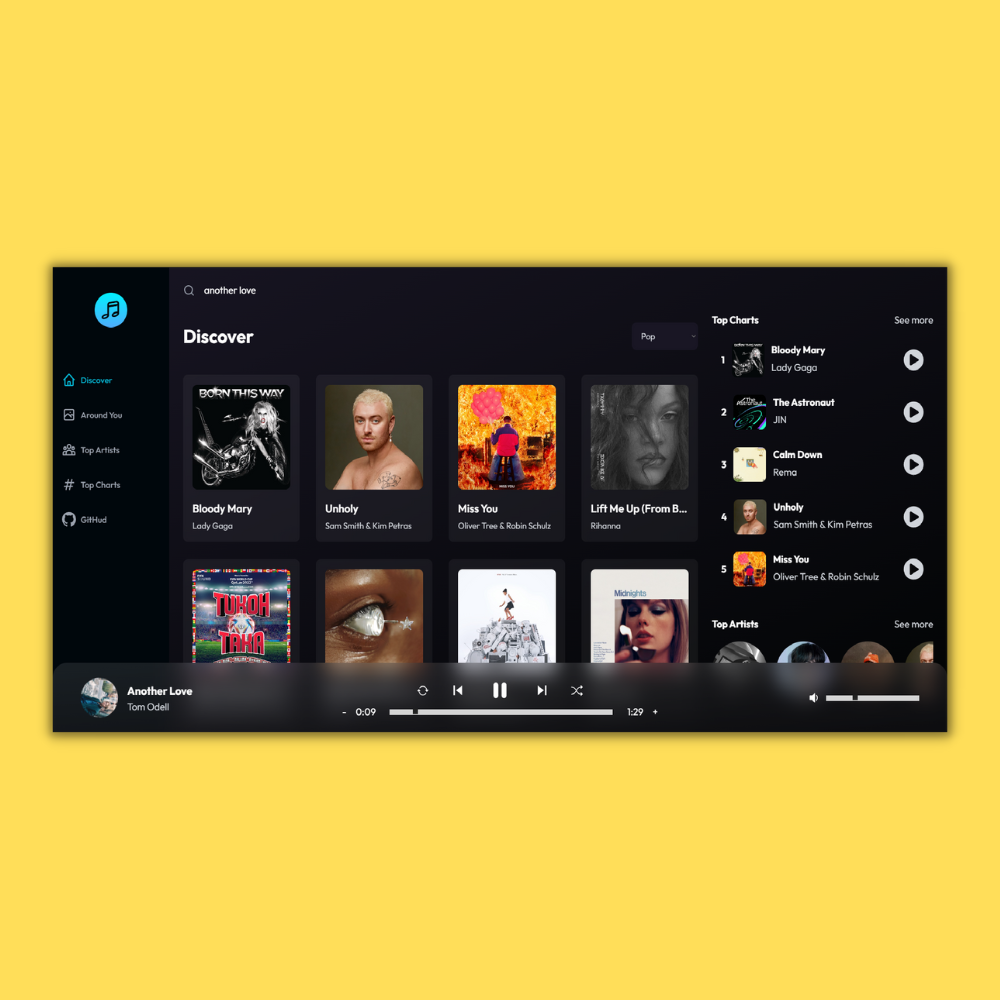 another love
Discover
Pop
Discover
Around You
Top Artists
Top Charts
GitHud
BORN THIS WAY
Bloody Mary
Lady Gaga
Unholy
Sam Smith & Kim Petras
MISS YOU
Miss You
Oliver Tree & Robin Schulz
Lift Me Up (From B...
Rihanna
TUKOH
TAKA
Midnights
Top Charts
See more
1
Bloody Mary
Lady Gaga
2
The Astronaut
JIN
3
Calm Down
Rema
4
Unholy
Sam Smith & Kim Petras
5
Miss You
Oliver Tree & Robin Schulz
Top Artists
See more
Another Love
Tom Odell
- 0:09
1:29 +